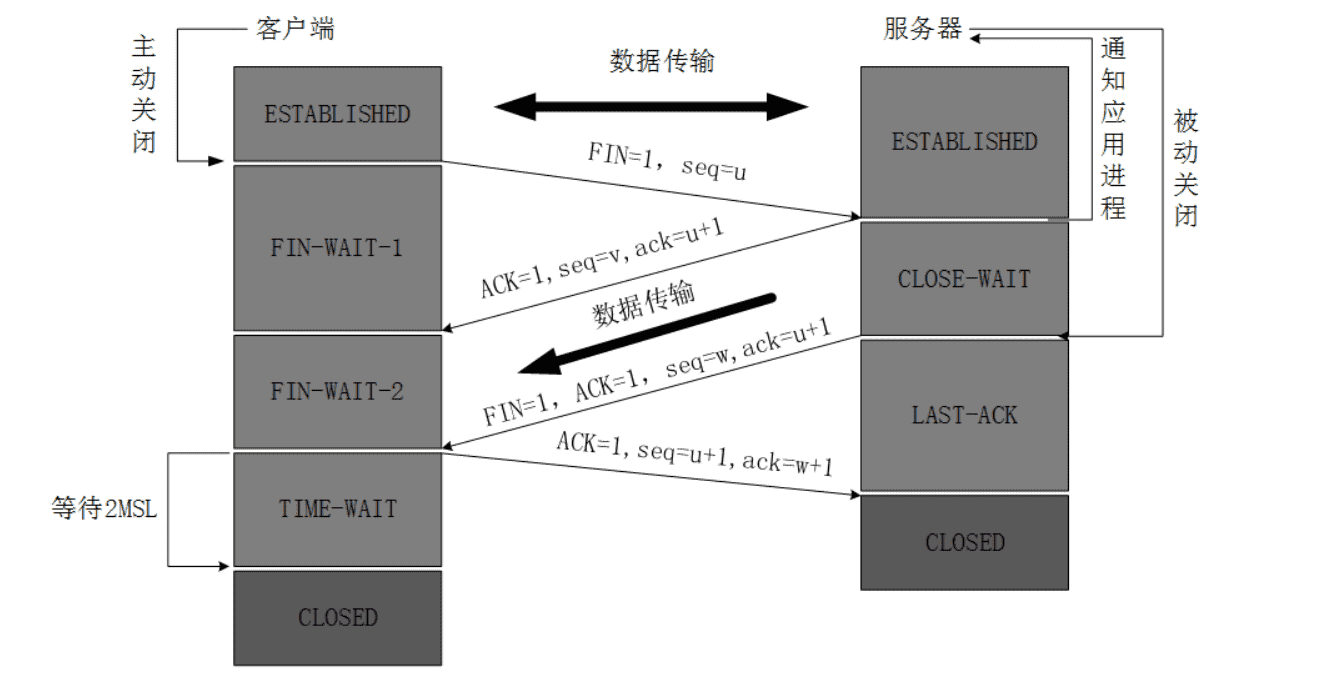 客户端
服务器
主动关闭
数据传输
通知应用进程
被动关闭
ESTABLISHED
ESTABLISHED
FIN=1, seq=u
FIN-WAIT-1
ACK=1,seq=v,ack=u+1
CLOSE-WAIT
数据传输
FIN=1, ACK=1, seq=w,ack=u+1
FIN-WAIT-2
LAST-ACK
ACK=1,seq=u+1,ack=w+1
等待2MSL
TIME-WAIT
CLOSED
CLOSED